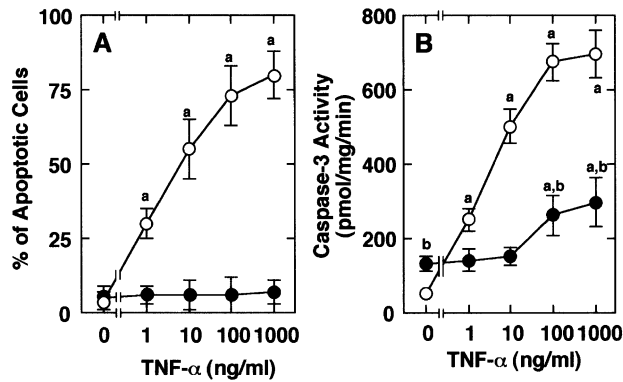 A
% of Apoptotic Cells
100
75
50
25
0
a
a
a
a
0 1 10 100 1000
TNF-α (ng/ml)
B
Caspase-3 Activity
(pmol/mg/min)
800
600
400
200
0
a
a
a
a
b
a,b
a,b
0 1 10 100 1000
TNF-α (ng/ml)